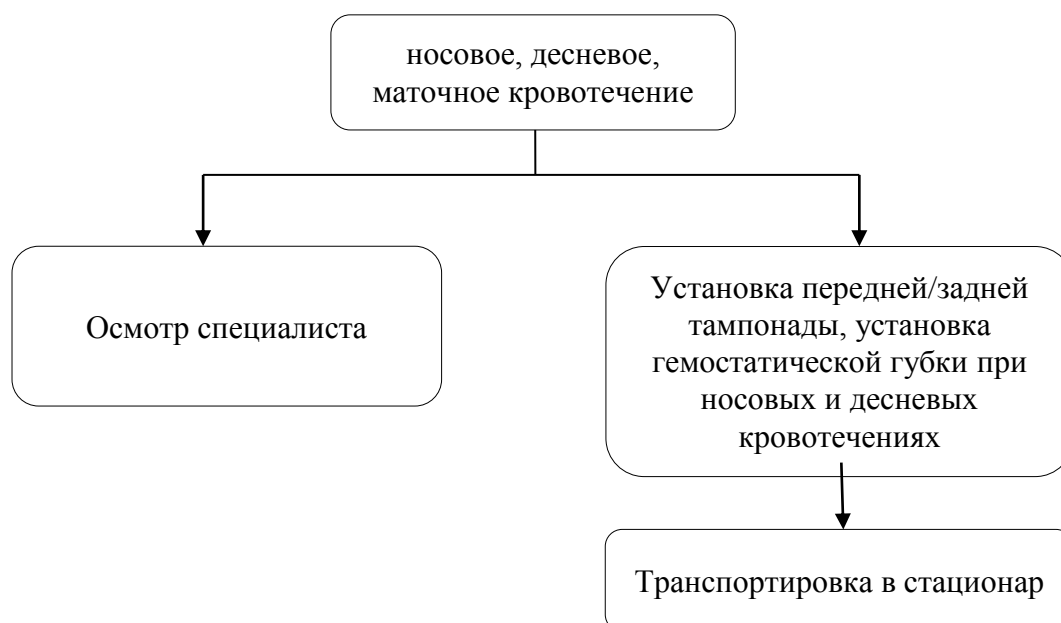 носовое, десневое,
маточное кровотечение
Осмотр специалиста
Установка передней/задней
тампонады, установка
гемостатической губки при
носовых и десневых
кровотечениях
Транспортировка в стационар